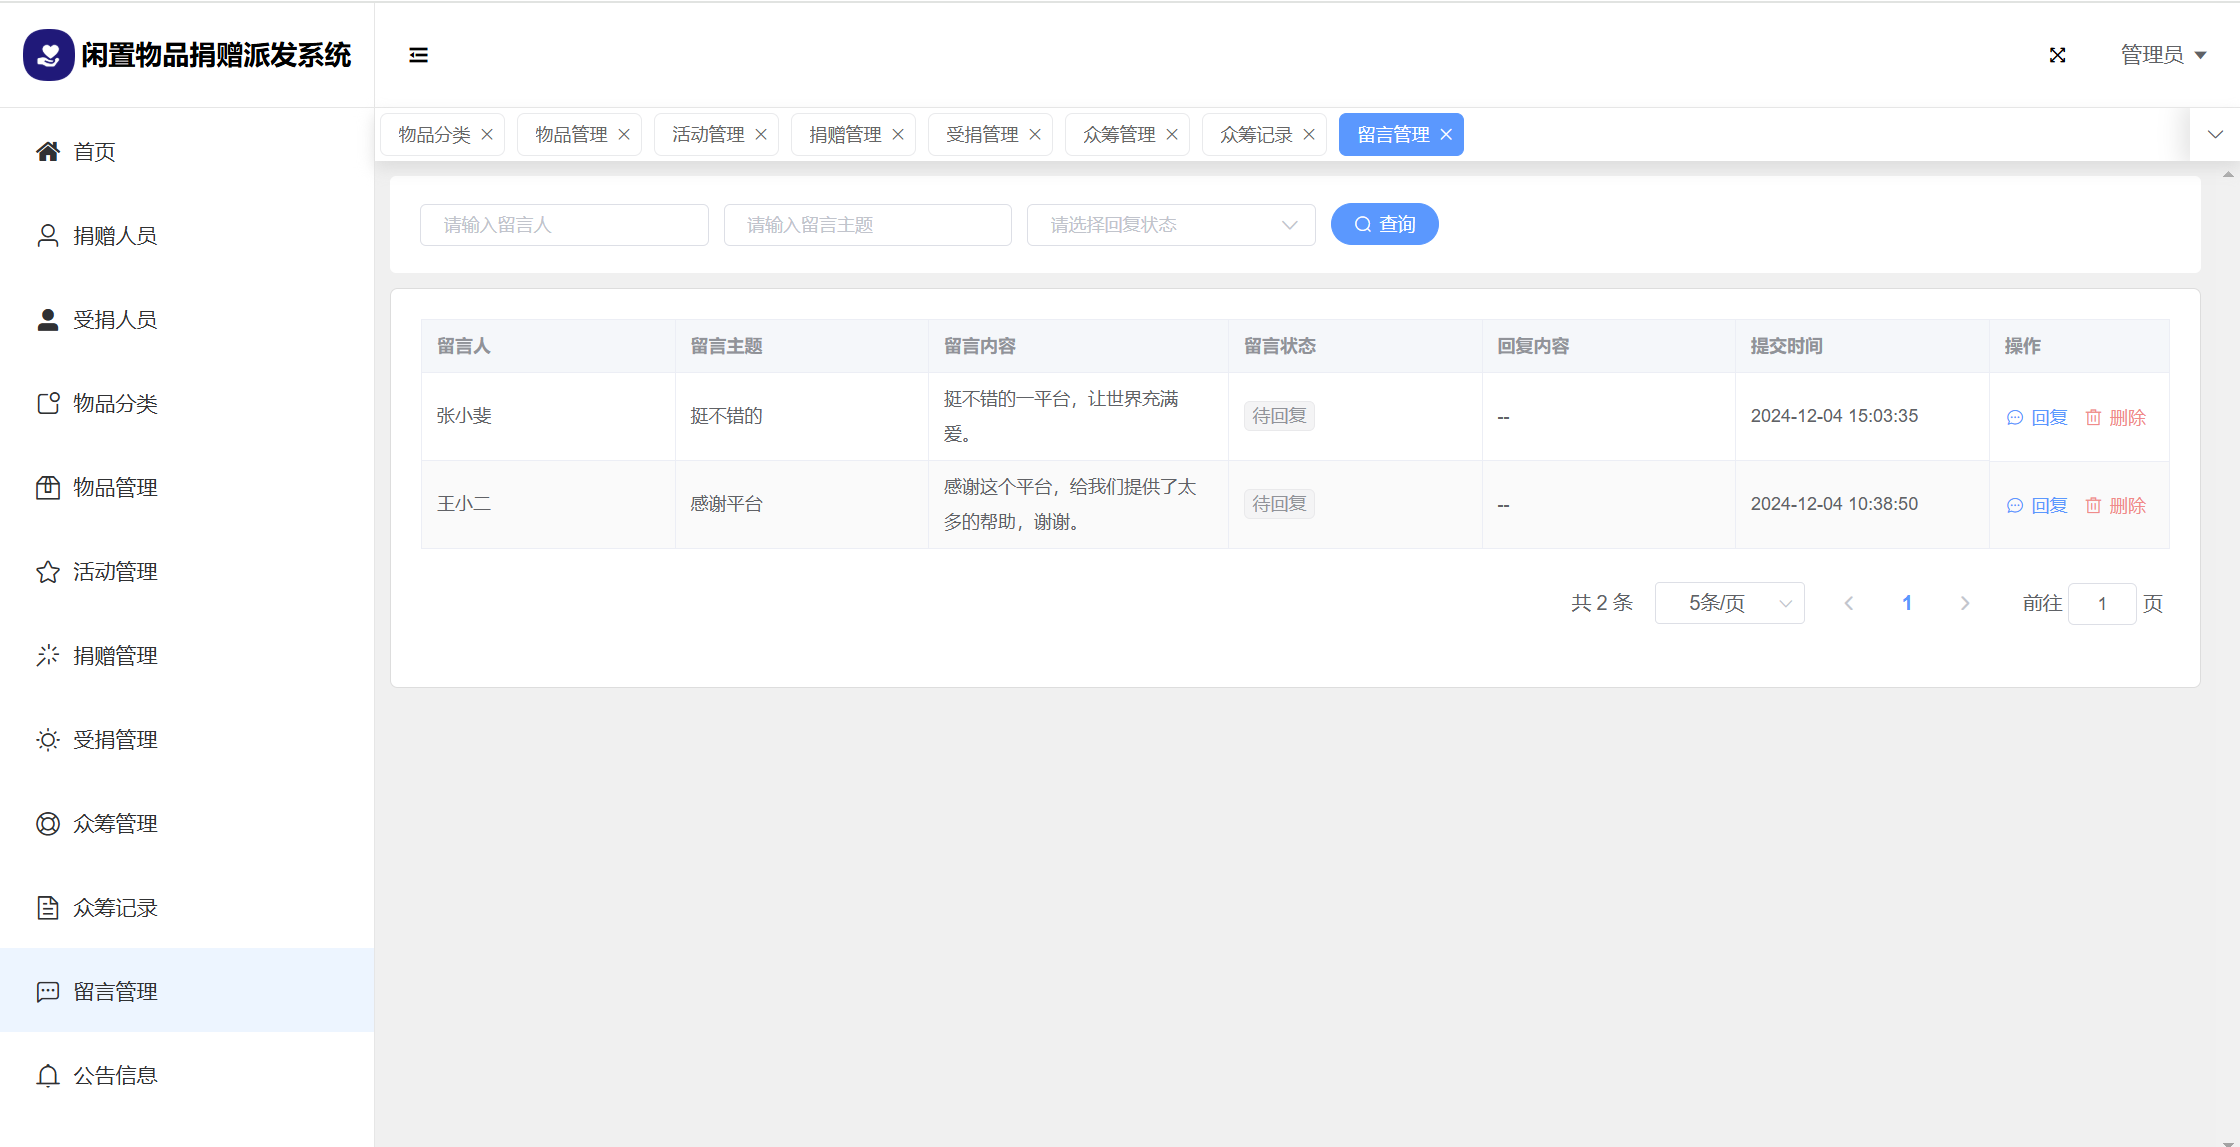 闲置物品捐赠派发系统
管理员
首页
捐赠人员
受捐人员
物品分类
物品管理
活动管理
捐赠管理
受捐管理
众筹管理
众筹记录
留言管理
公告信息
物品分类 物品管理 活动管理 捐赠管理 受捐管理 众筹管理 众筹记录 留言管理
请输入留言人 请输入留言主题 请选择回复状态 查询
留言人 留言主题 留言内容 留言状态 回复内容 提交时间 操作
张小斐 挺不错的 挺不错的一平台，让世界充满 待回复 -- 2024-12-04 15:03:35 回复 删除
爱。
王小二 感谢平台 感谢这个平台，给我们提供了太 待回复 -- 2024-12-04 10:38:50 回复 删除
多的帮助，谢谢。
共 2 条 5条/页 1 前往 1 页